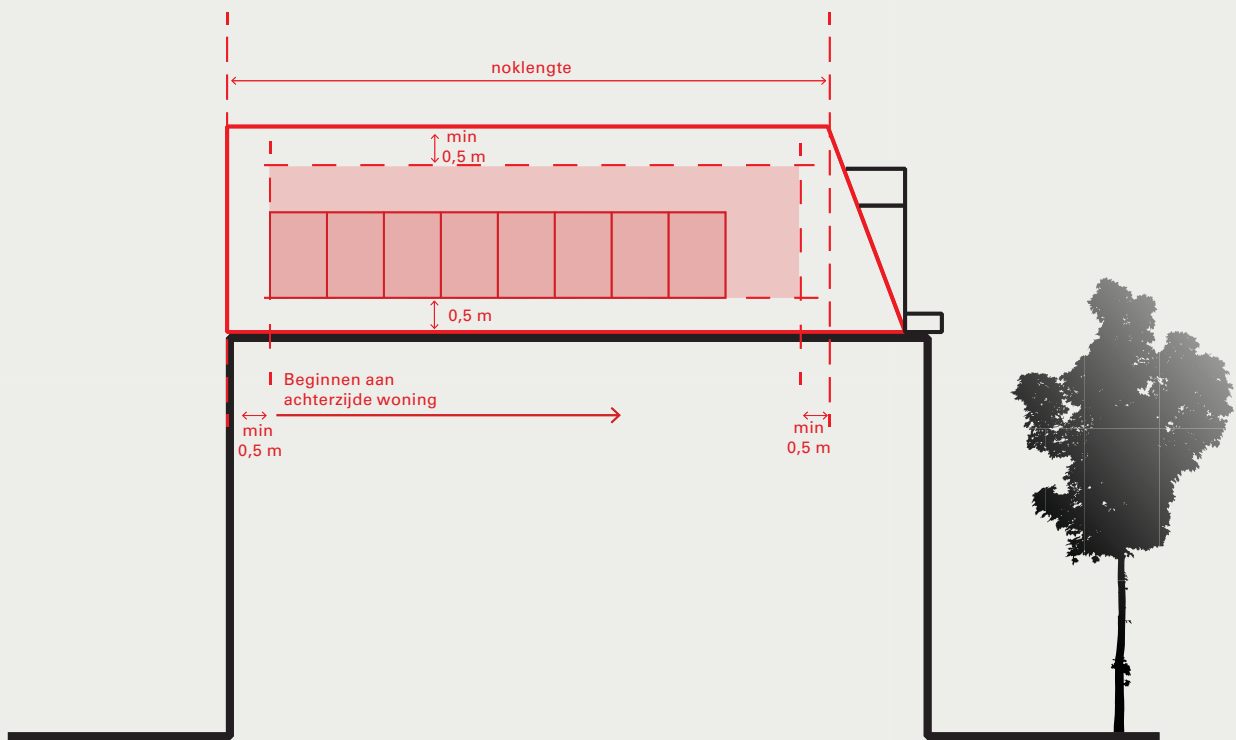 noklengte
min
0,5 m
0,5 m
Beginnen aan
achterzijde woning
min
0,5 m
min
0,5 m